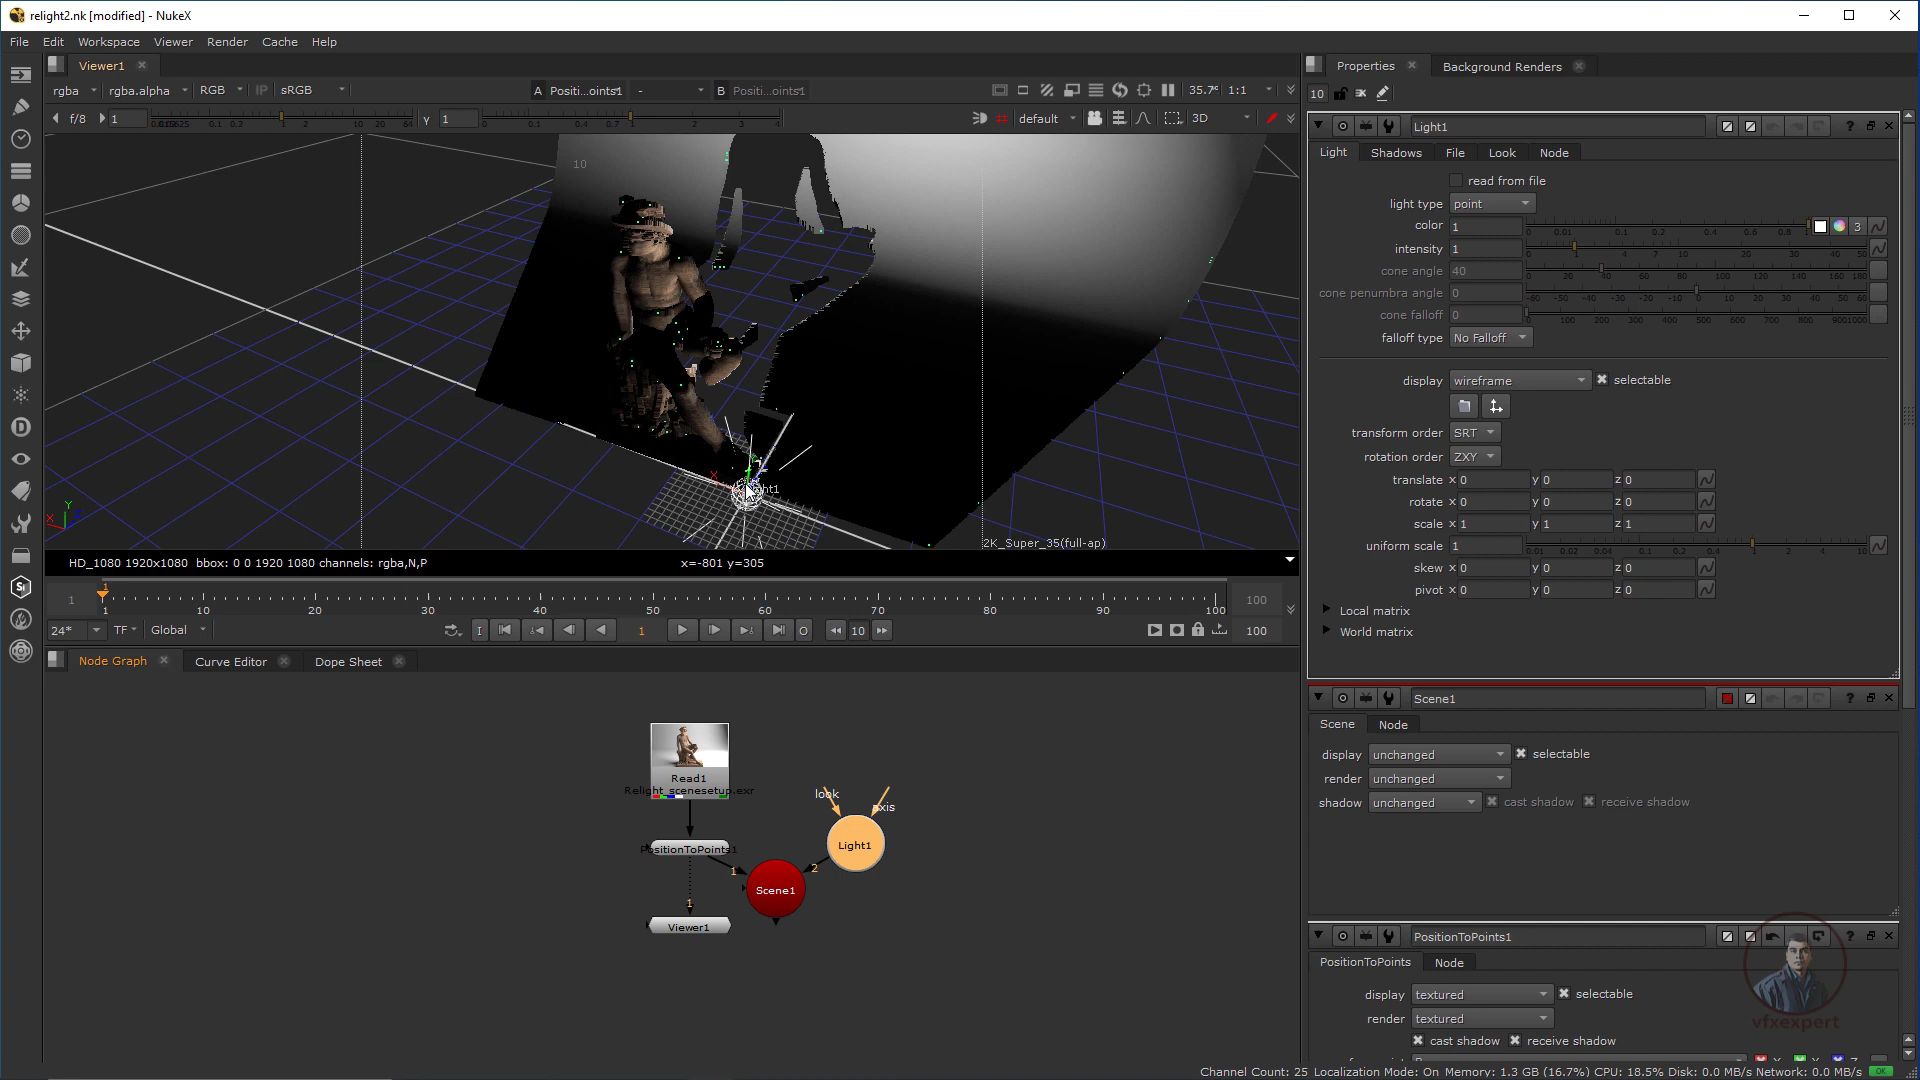 relight2.nk [modified] - NukeX
File Edit Workspace Viewer Render Cache Help
Viewer1
Properties
Background Renders
rgba rgba.alpha RGB IP sRGB A Positi...oints1 - B Positi...oints1 1:1
10
f/8 1 y 1 default 3D
10
Light1
2K_Super_35(full-ap)
X Y
HD_1080 1920x1080 bbox: 0 0 1920 1080 channels: rgba,N,P x=-801 y=305
1 1 1 10 20 30 40 50 60 70 80 90 100 100
24* TF Global 1 10 100
Node Graph Curve Editor Dope Sheet
Read1
Relight_scenesetup.exr
look
axis
PositionToPoints1
Light1
1 2
Scene1
1
Viewer1
Light1
Light Shadows File Look Node
read from file
light type point
color 1 3
intensity 1
cone angle 40
cone penumbra angle 0
cone falloff 0
falloff type No Falloff
display wireframe selectable
transform order SRT
rotation order ZXY
translate x 0 y 0 z 0
rotate x 0 y 0 z 0
scale x 1 y 1 z 1
uniform scale 1
skew x 0 y 0 z 0
pivot x 0 y 0 z 0
Local matrix
World matrix
Scene1
Scene Node
display unchanged selectable
render unchanged
shadow unchanged cast shadow receive shadow
PositionToPoints1
PositionToPoints Node
display textured selectable
render textured
cast shadow receive shadow
vfxexpert
Channel Count: 25 Localization Mode: On Memory: 1.3 GB (16.7%) CPU: 18.5% Disk: 0.0 MB/s Network: 0.0 MB/s OK